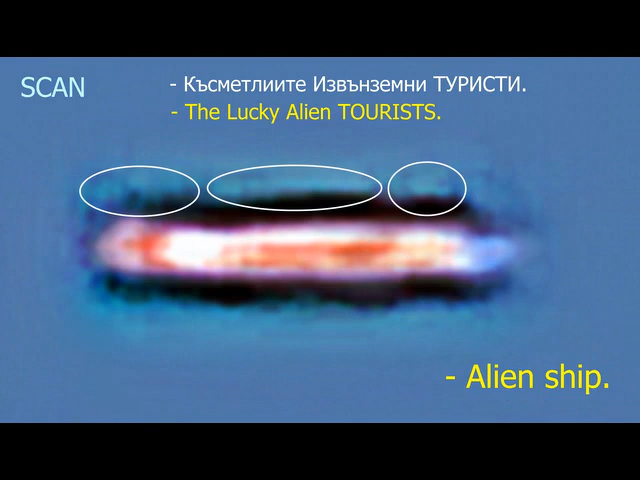 SCAN
- Късметлиите Извънземни ТУРИСТИ.
- The Lucky Alien TOURISTS.
- Alien ship.